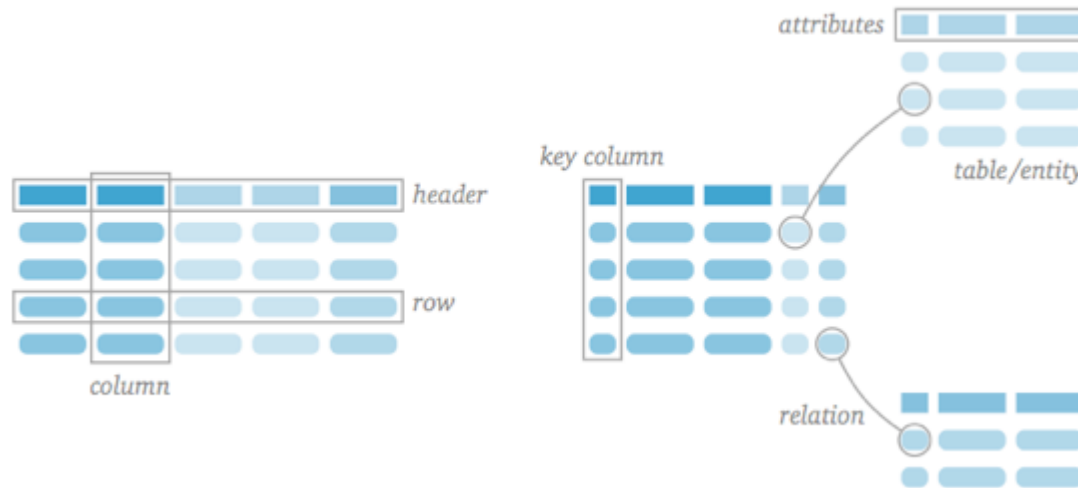 attributes
key column
table/entity
header
row
column
relation